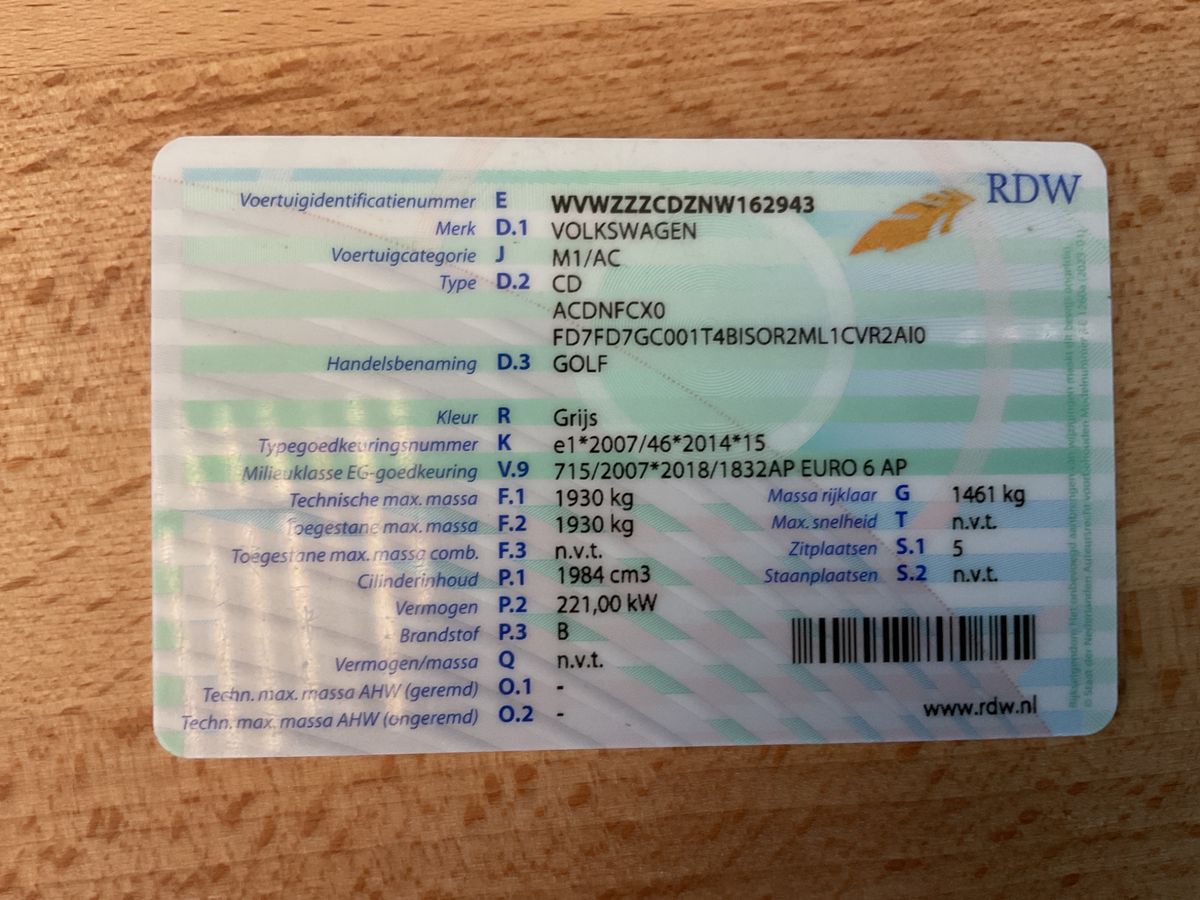 RDW
Voertuigidentificatienummer E WVWZZZCDZNW162943
Merk D.1 VOLKSWAGEN
Voertuigcategorie J M1/AC
Type D.2 CD
ACDNFCX0
FD7FD7GC001T4BISOR2ML1CVR2AI0
Handelsbenaming D.3 GOLF
Kleur R Grijs
Typegoedkeuringsnummer K e1*2007/46*2014*15
Milieuklasse EG-goedkeuring V.9 715/2007*2018/1832AP EURO 6 AP
Technische max. massa F.1 1930 kg Massa rijklaar G 1461 kg
Toegestane max. massa F.2 1930 kg Max. snelheid T n.v.t.
Toegestane max. massa comb. F.3 n.v.t. Zitplaatsen S.1 5
Cilinderinhoud P.1 1984 cm3 Staanplaatsen S.2 n.v.t.
Vermogen P.2 221,00 kW
Brandstof P.3 B
Vermogen/massa Q n.v.t.
Techn. max. massa AHW (geremd) O.1 -
Techn. max. massa AHW (ongeremd) O.2 -
www.rdw.nl